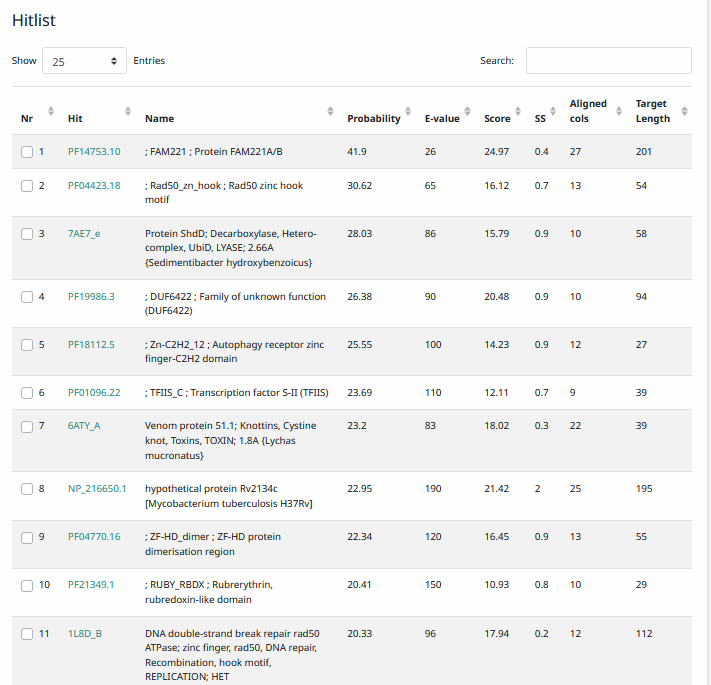 Hitlist
Show 25 Entries Search:
Nr Hit Name Probability E-value Score SS Aligned cols Target Length
1 PF14753.10 ; FAM221 ; Protein FAM221A/B 41.9 26 24.97 0.4 27 201
2 PF04423.18 ; Rad50_zn_hook ; Rad50 zinc hook 30.62 65 16.12 0.7 13 54
motif
3 7AE7_e Protein ShdD; Decarboxylase, Hetero- 28.03 86 15.79 0.9 10 58
complex, UbiD, LYASE; 2.66A
{Sedimentibacter hydroxybenzoicus}
4 PF19986.3 ; DUF6422 ; Family of unknown function 26.38 90 20.48 0.9 10 94
(DUF6422)
5 PF18112.5 ; Zn-C2H2_12 ; Autophagy receptor zinc 25.55 100 14.23 0.9 12 27
finger-C2H2 domain
6 PF01096.22 ; TFIIS_C ; Transcription factor S-II (TFIIS) 23.69 110 12.11 0.7 9 39
7 6ATY_A Venom protein 51.1; Knottins, Cystine 23.2 83 18.02 0.3 22 39
knot, Toxins, TOXIN; 1.8A {Lychas
mucronatus}
8 NP_216650.1 hypothetical protein Rv2134c 22.95 190 21.42 2 25 195
[Mycobacterium tuberculosis H37Rv]
9 PF04770.16 ; ZF-HD_dimer ; ZF-HD protein 22.34 120 16.45 0.9 13 55
dimerisation region
10 PF21349.1 ; RUBY_RBDX ; Rubrerythrin, 20.41 150 10.93 0.8 10 29
rubredoxin-like domain
11 1L8D_B DNA double-strand break repair rad50 20.33 96 17.94 0.2 12 112
ATPase; zinc finger, rad50, DNA repair,
Recombination, hook motif,
REPLICATION; HET